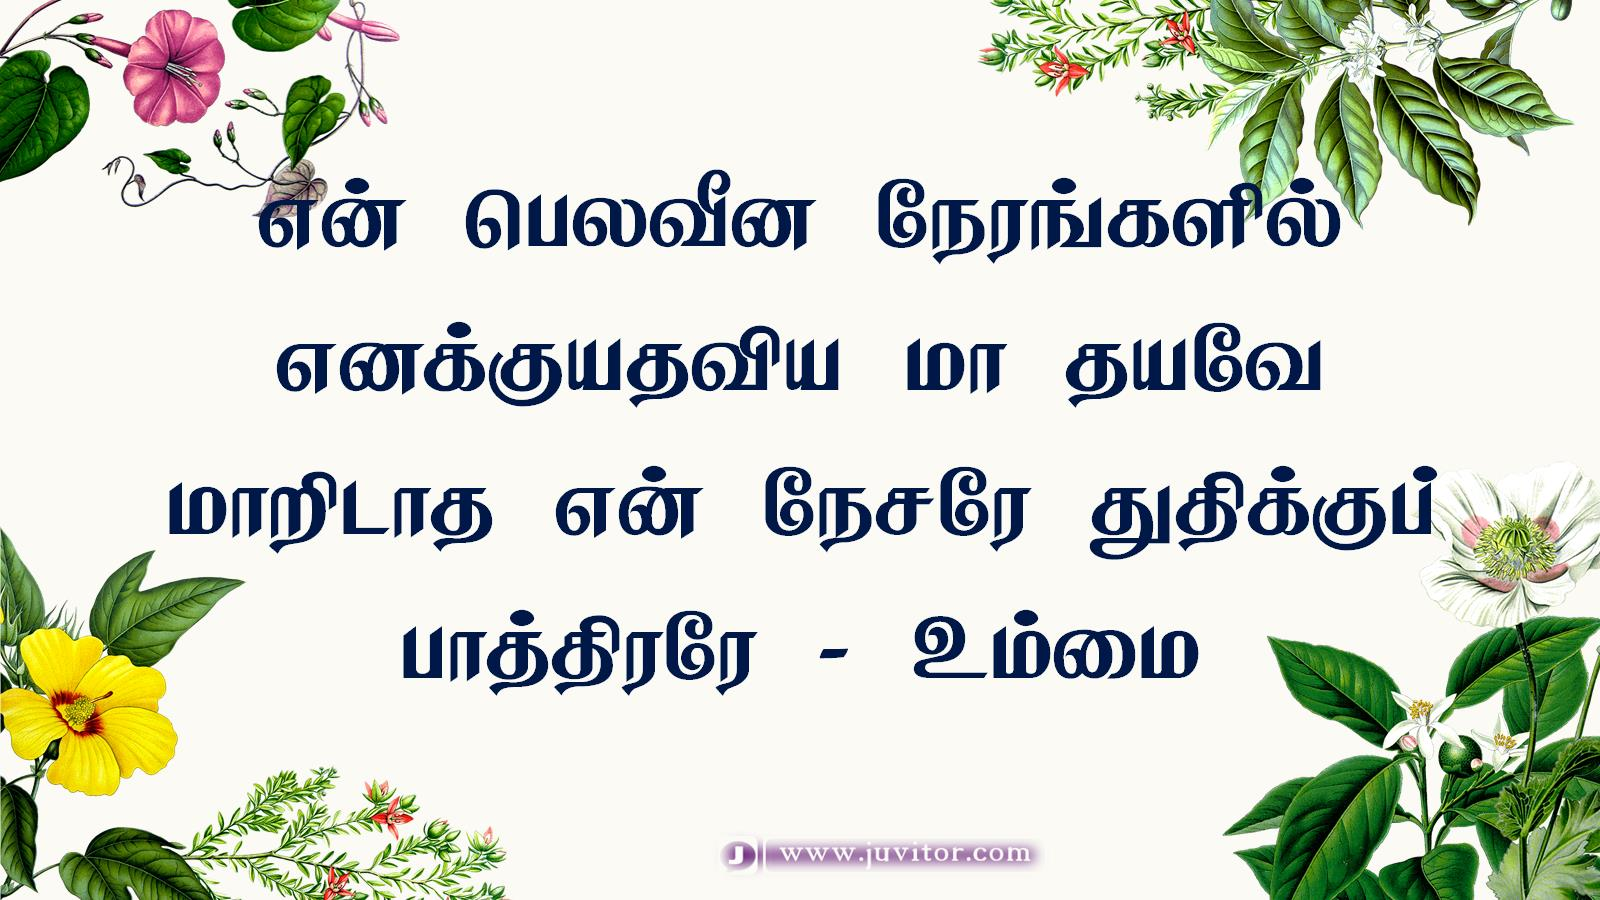 என் பெலவீன நேரங்களில்
எனக்குயதவிய மா தயவே
மாறிடாத என் நேசரே துதிக்குப்
பாத்திரரே - உம்மை
J www.juvitor.com